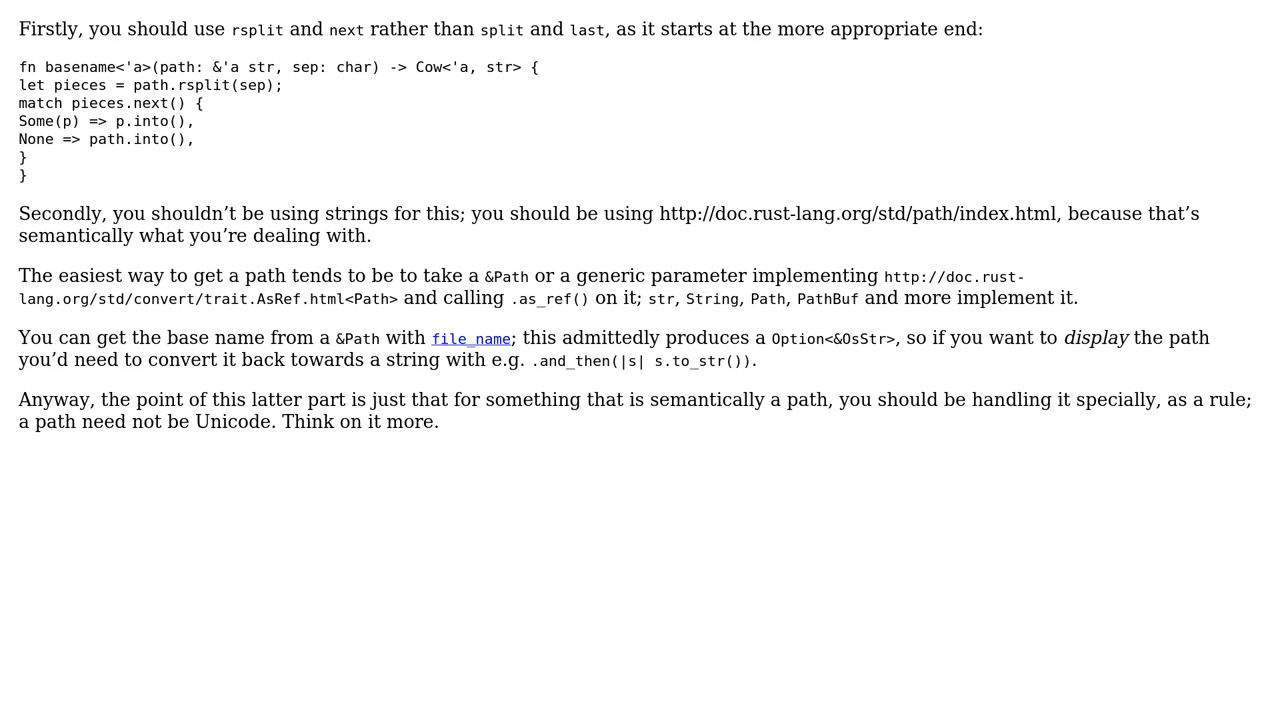 Firstly, you should use rsplit and next rather than split and last, as it starts at the more appropriate end:
fn basename<'a>(path: &'a str, sep: char) -> Cow<'a, str> {
let pieces = path.rsplit(sep);
match pieces.next() {
Some(p) => p.into(),
None => path.into(),
}
}
Secondly, you shouldn’t be using strings for this; you should be using http://doc.rust-lang.org/std/path/index.html, because that’s
semantically what you’re dealing with.
The easiest way to get a path tends to be to take a &Path or a generic parameter implementing http://doc.rust-
lang.org/std/convert/trait.AsRef.html<Path> and calling .as_ref() on it; str, String, Path, PathBuf and more implement it.
You can get the base name from a &Path with file_name; this admittedly produces a Option<&OsStr>, so if you want to display the path
you’d need to convert it back towards a string with e.g. .and_then(|s| s.to_str()).
Anyway, the point of this latter part is just that for something that is semantically a path, you should be handling it specially, as a rule;
a path need not be Unicode. Think on it more.